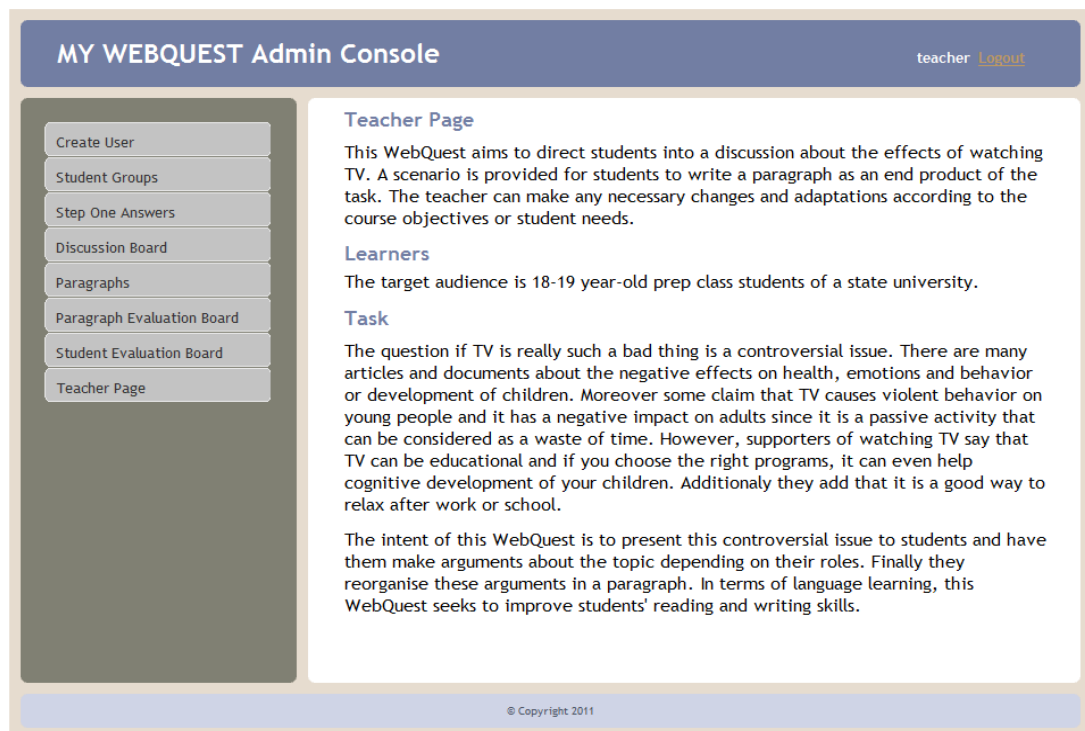 MY WEBQUEST Admin Console
teacher Logout
Create User
Student Groups
Step One Answers
Discussion Board
Paragraphs
Paragraph Evaluation Board
Student Evaluation Board
Teacher Page
Teacher Page
This WebQuest aims to direct students into a discussion about the effects of watching
TV. A scenario is provided for students to write a paragraph as an end product of the
task. The teacher can make any necessary changes and adaptations according to the
course objectives or student needs.
Learners
The target audience is 18-19 year-old prep class students of a state university.
Task
The question if TV is really such a bad thing is a controversial issue. There are many
articles and documents about the negative effects on health, emotions and behavior
or development of children. Moreover some claim that TV causes violent behavior on
young people and it has a negative impact on adults since it is a passive activity that
can be considered as a waste of time. However, supporters of watching TV say that
TV can be educational and if you choose the right programs, it can even help
cognitive development of your children. Additionaly they add that it is a good way to
relax after work or school.
The intent of this WebQuest is to present this controversial issue to students and have
them make arguments about the topic depending on their roles. Finally they
reorganise these arguments in a paragraph. In terms of language learning, this
WebQuest seeks to improve students' reading and writing skills.
© Copyright 2011